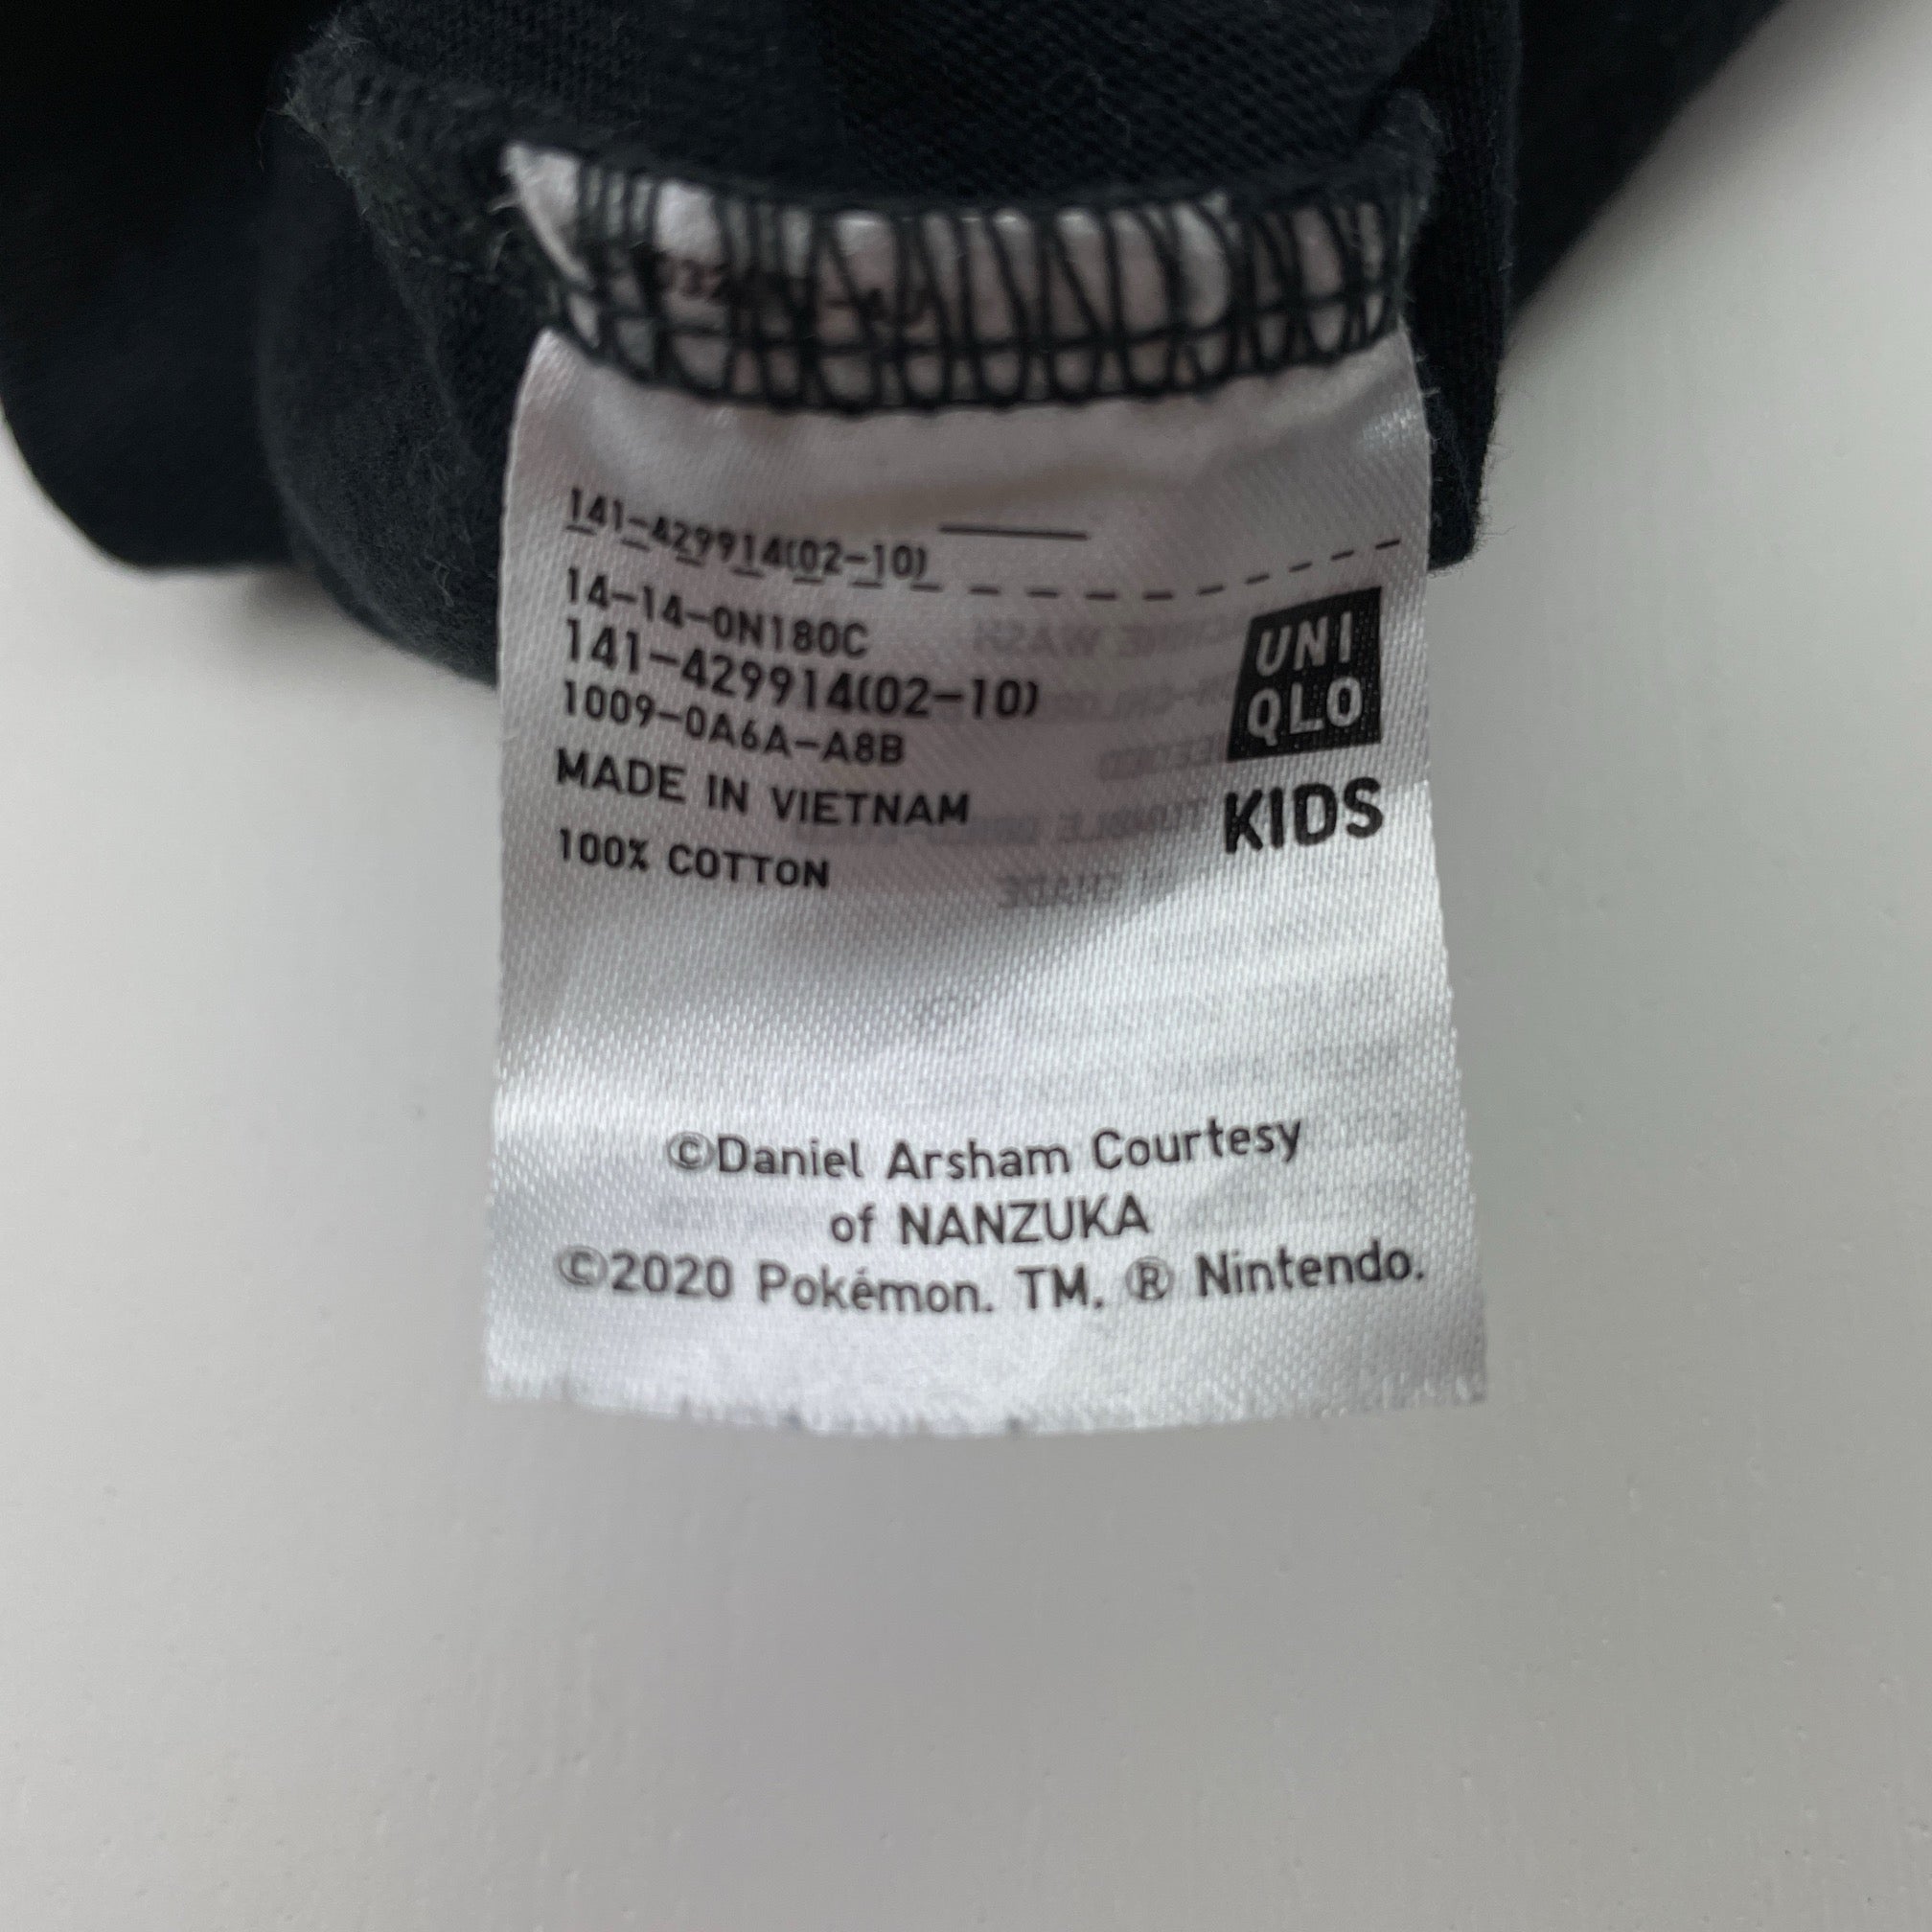 141-429914(02-10)
14-14-0N180C
141-429914(02-10)
1009-0A6A-A8B
MADE IN VIETNAM
100% COTTON
UNI
QLO
KIDS
©Daniel Arsham Courtesy
of NANZUKA
©2020 Pokémon. TM, ® Nintendo.